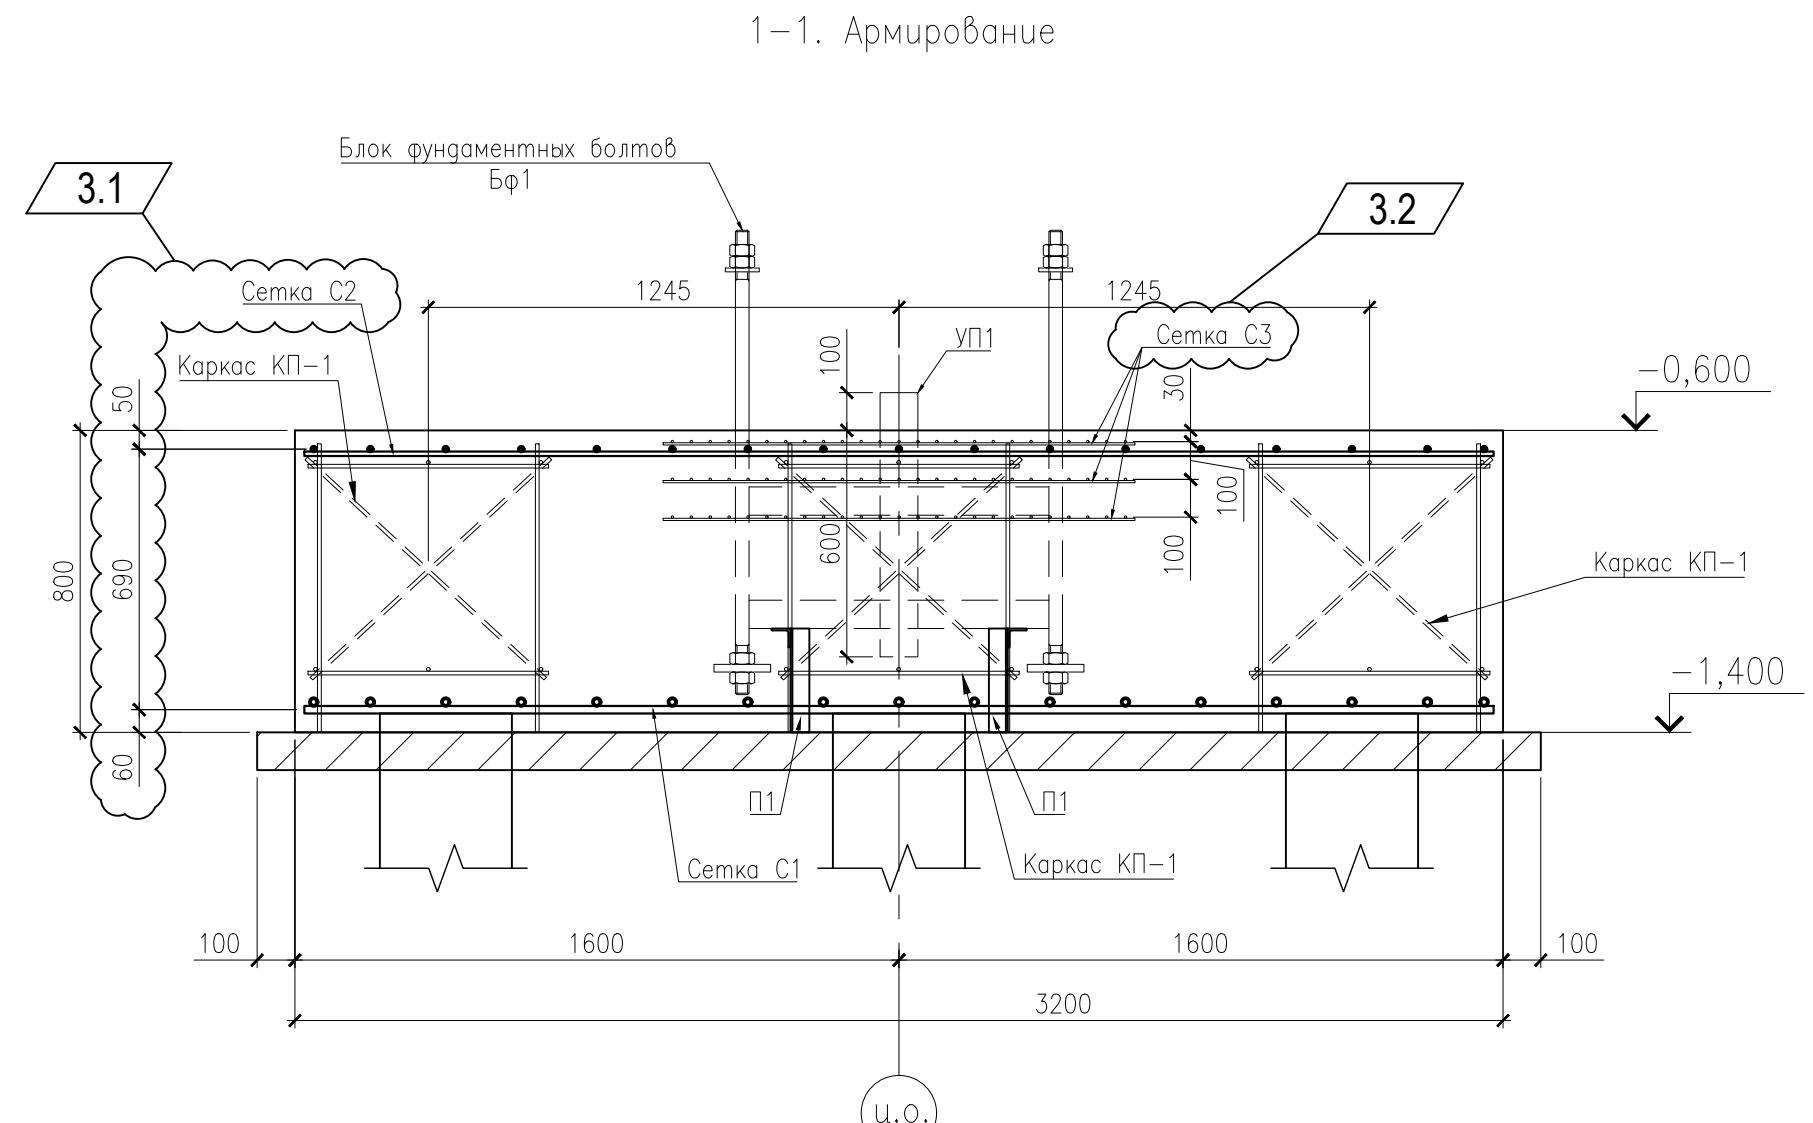 1-1. Армирование
Блок фундаментных болтов
Бф1
3.1
3.2
Сетка С2
1245
1245
Каркас КП-1
УП1
Сетка С3
100
30
-0,600
50
100
800
690
600
100
Каркас КП-1
-1,400
60
П1
П1
Сетка С1
Каркас КП-1
100
1600
1600
100
3200
ц.о.